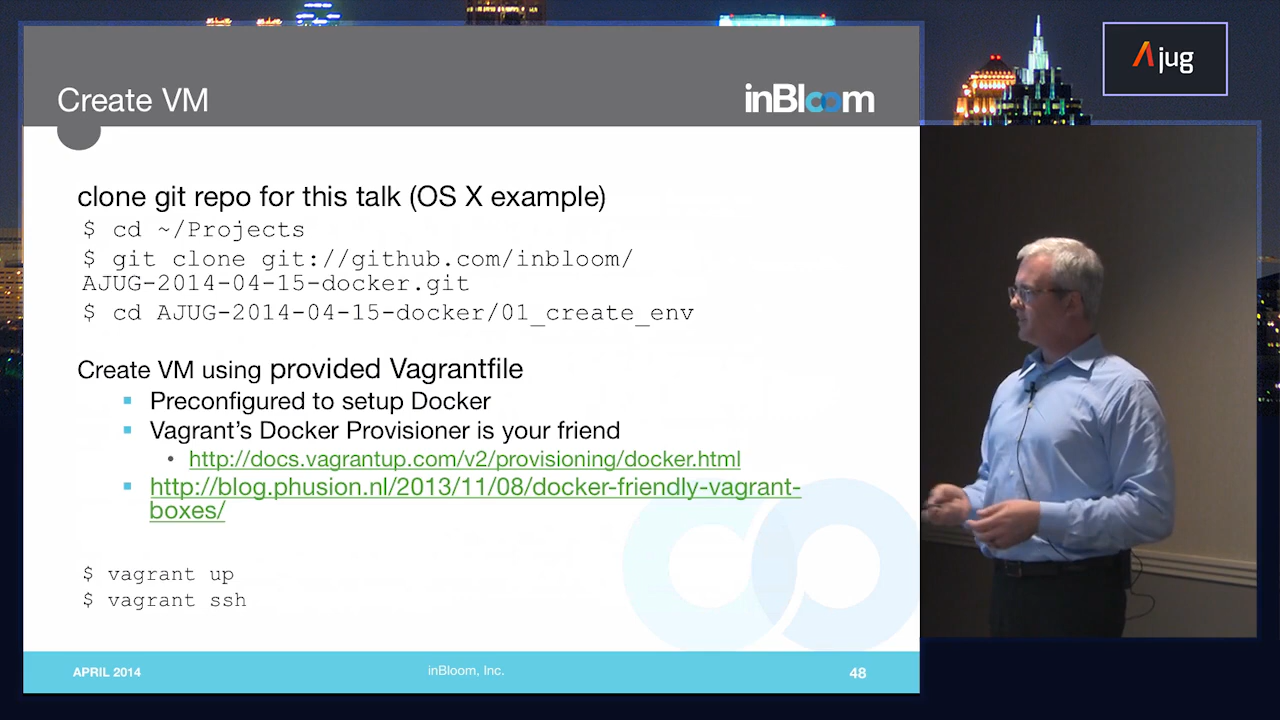 Create VM
inBloom
Ajug
clone git repo for this talk (OS X example)
$ cd ~/Projects
$ git clone git://github.com/inbloom/
AJUG-2014-04-15-docker.git
$ cd AJUG-2014-04-15-docker/01_create_env
Create VM using provided Vagrantfile
▪ Preconfigured to setup Docker
▪ Vagrant's Docker Provisioner is your friend
• http://docs.vagrantup.com/v2/provisioning/docker.html
▪ http://blog.phusion.nl/2013/11/08/docker-friendly-vagrant-
boxes/
$ vagrant up
$ vagrant ssh
APRIL 2014
inBloom, Inc.
48